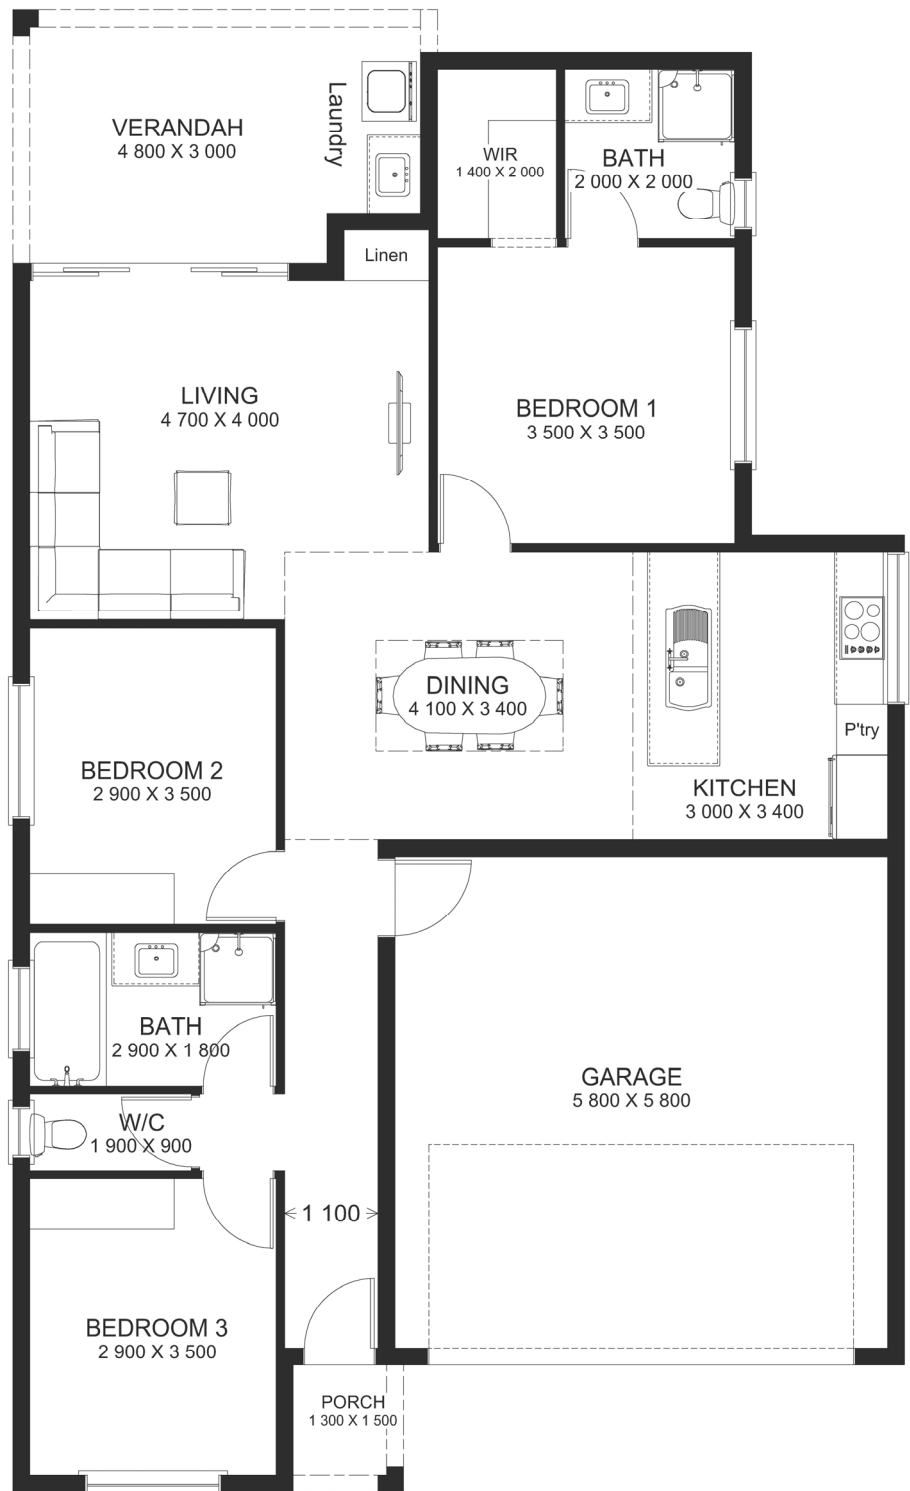 VERANDAH
4 800 X 3 000
Laundry
WIR
1 400 X 2 000
BATH
2 000 X 2 000
Linen
LIVING
4 700 X 4 000
BEDROOM 1
3 500 X 3 500
DINING
4 100 X 3 400
P'try
KITCHEN
3 000 X 3 400
BEDROOM 2
2 900 X 3 500
BATH
2 900 X 1 800
W/C
1 900 X 900
GARAGE
5 800 X 5 800
1 100
BEDROOM 3
2 900 X 3 500
PORCH
1 300 X 1 500